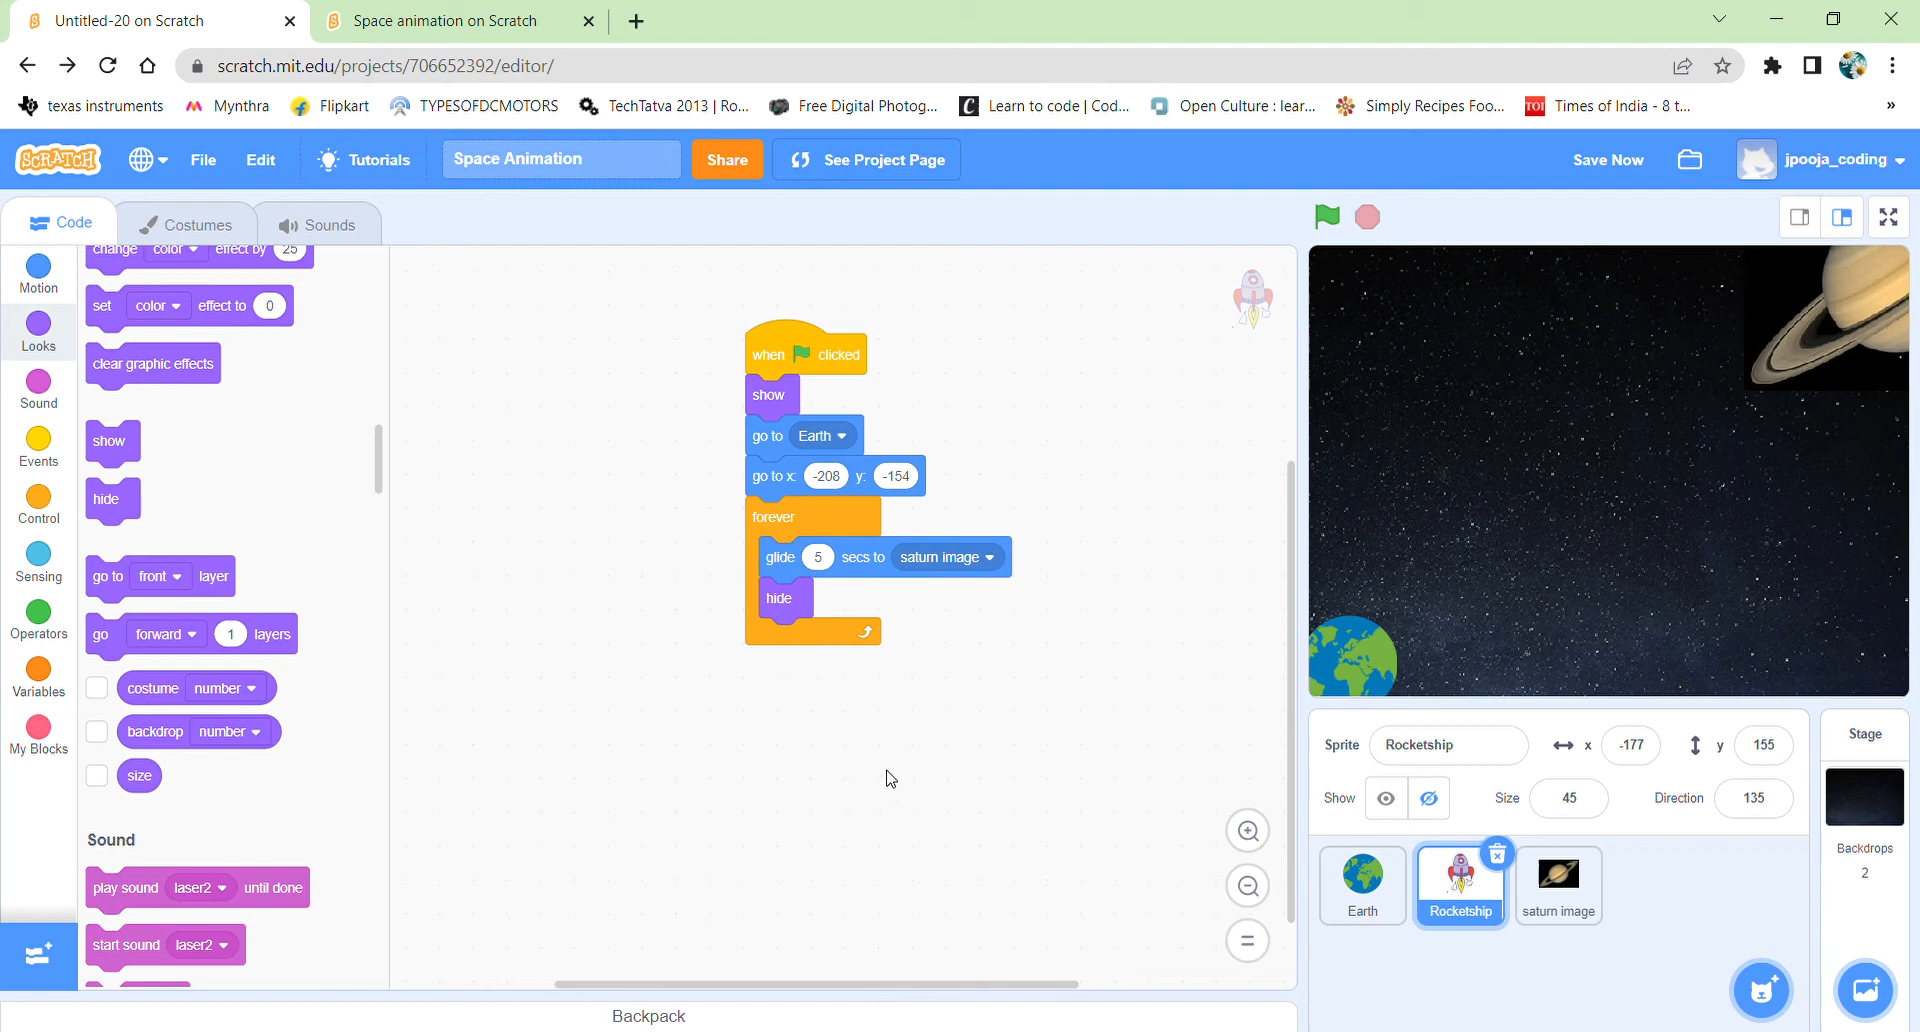 Untitled-20 on Scratch
Space animation on Scratch
scratch.mit.edu/projects/706652392/editor/
texas instruments
Mynthra
Flipkart
TYPESOFDCMOTORS
TechTatva 2013 | Ro...
Free Digital Photog...
Learn to code | Cod...
Open Culture : lear...
Simply Recipes Foo...
TOI
Times of India - 8 t...
»
SCRATCH
File
Edit
Tutorials
Space Animation
Share
See Project Page
Save Now
jpooja_coding
Code
Costumes
Sounds
Motion
Looks
Sound
Events
Control
Sensing
Operators
Variables
My Blocks
change color effect by 25
set color effect to 0
clear graphic effects
show
hide
go to front layer
go forward 1 layers
costume number
backdrop number
size
Sound
play sound laser2 until done
start sound laser2
when clicked
show
go to Earth
go to x: -208 y: -154
forever
glide 5 secs to saturn image
hide
Backpack
Sprite Rocketship x -177 y 155
Show Size 45 Direction 135
Earth
Rocketship
saturn image
Stage
Backdrops
2